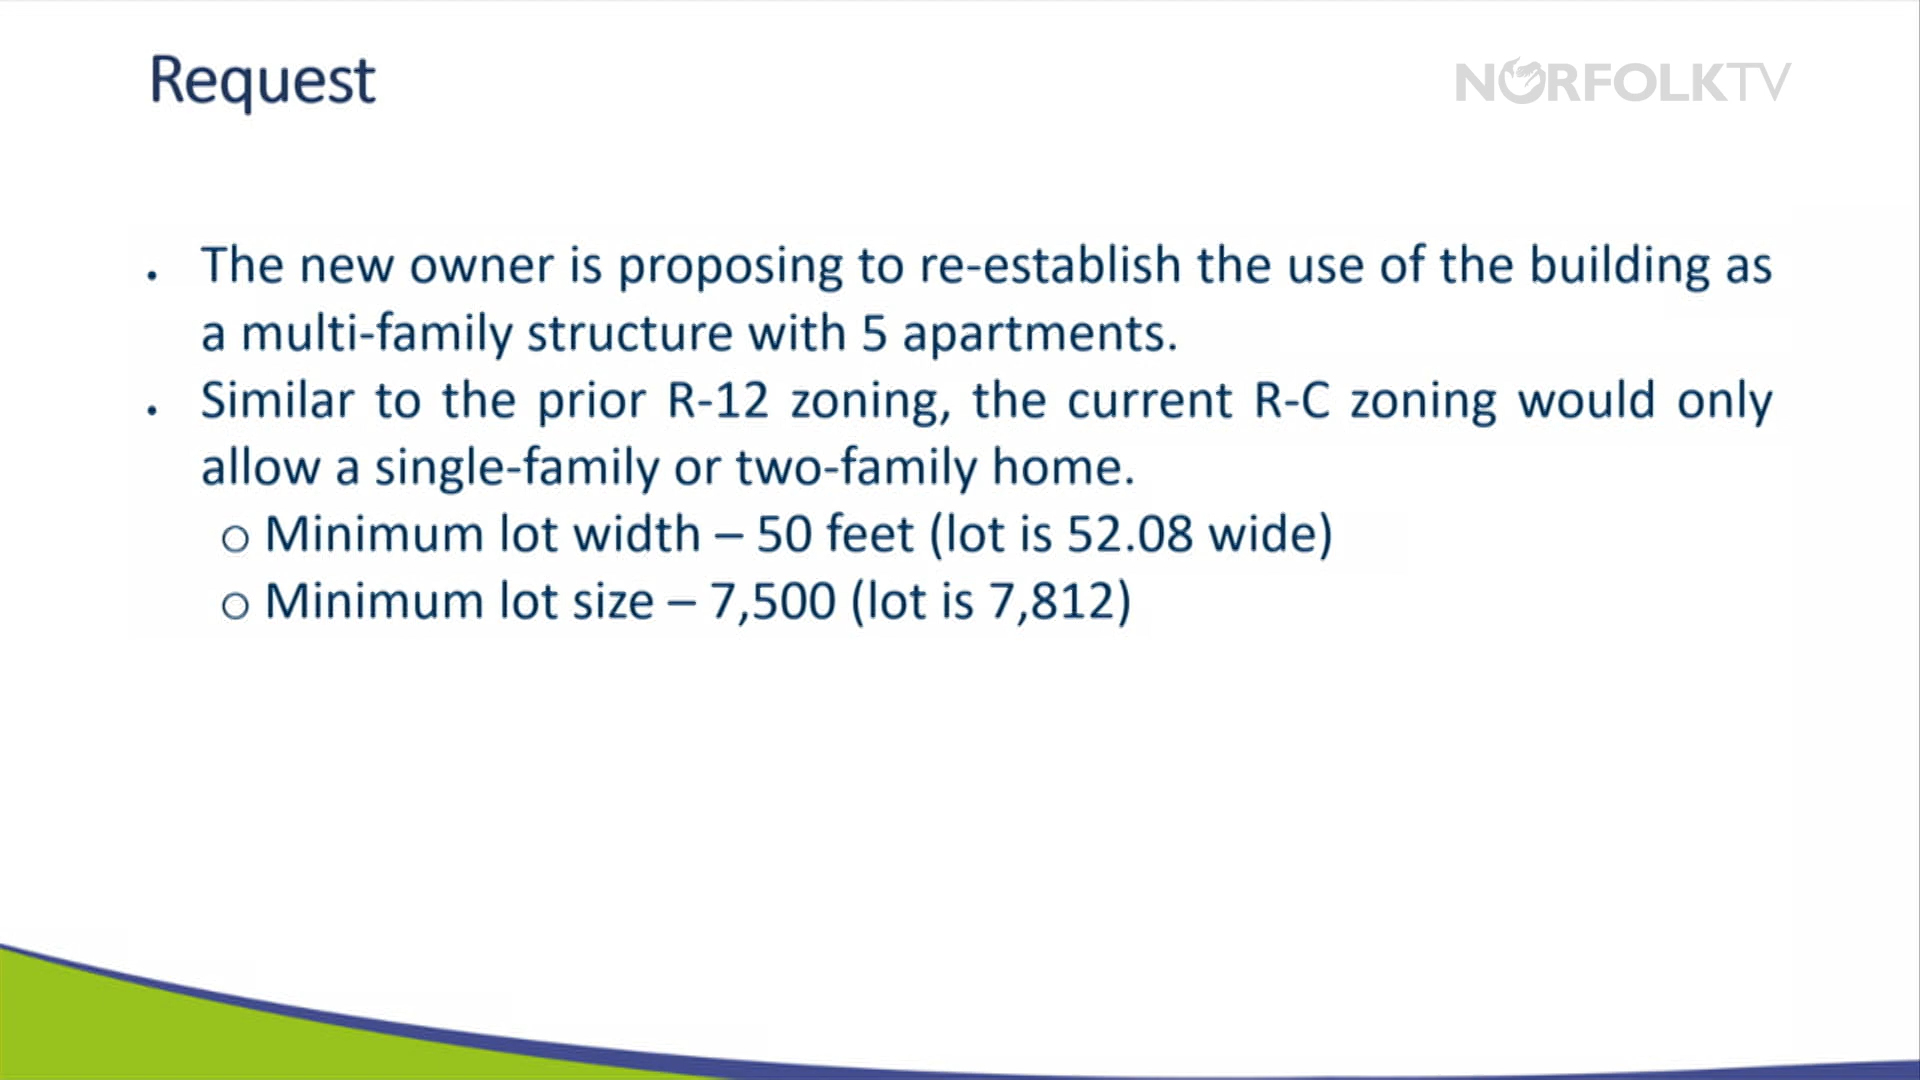 Request
NORFOLKTV
• The new owner is proposing to re-establish the use of the building as
a multi-family structure with 5 apartments.
• Similar to the prior R-12 zoning, the current R-C zoning would only
allow a single-family or two-family home.
o Minimum lot width – 50 feet (lot is 52.08 wide)
o Minimum lot size – 7,500 (lot is 7,812)